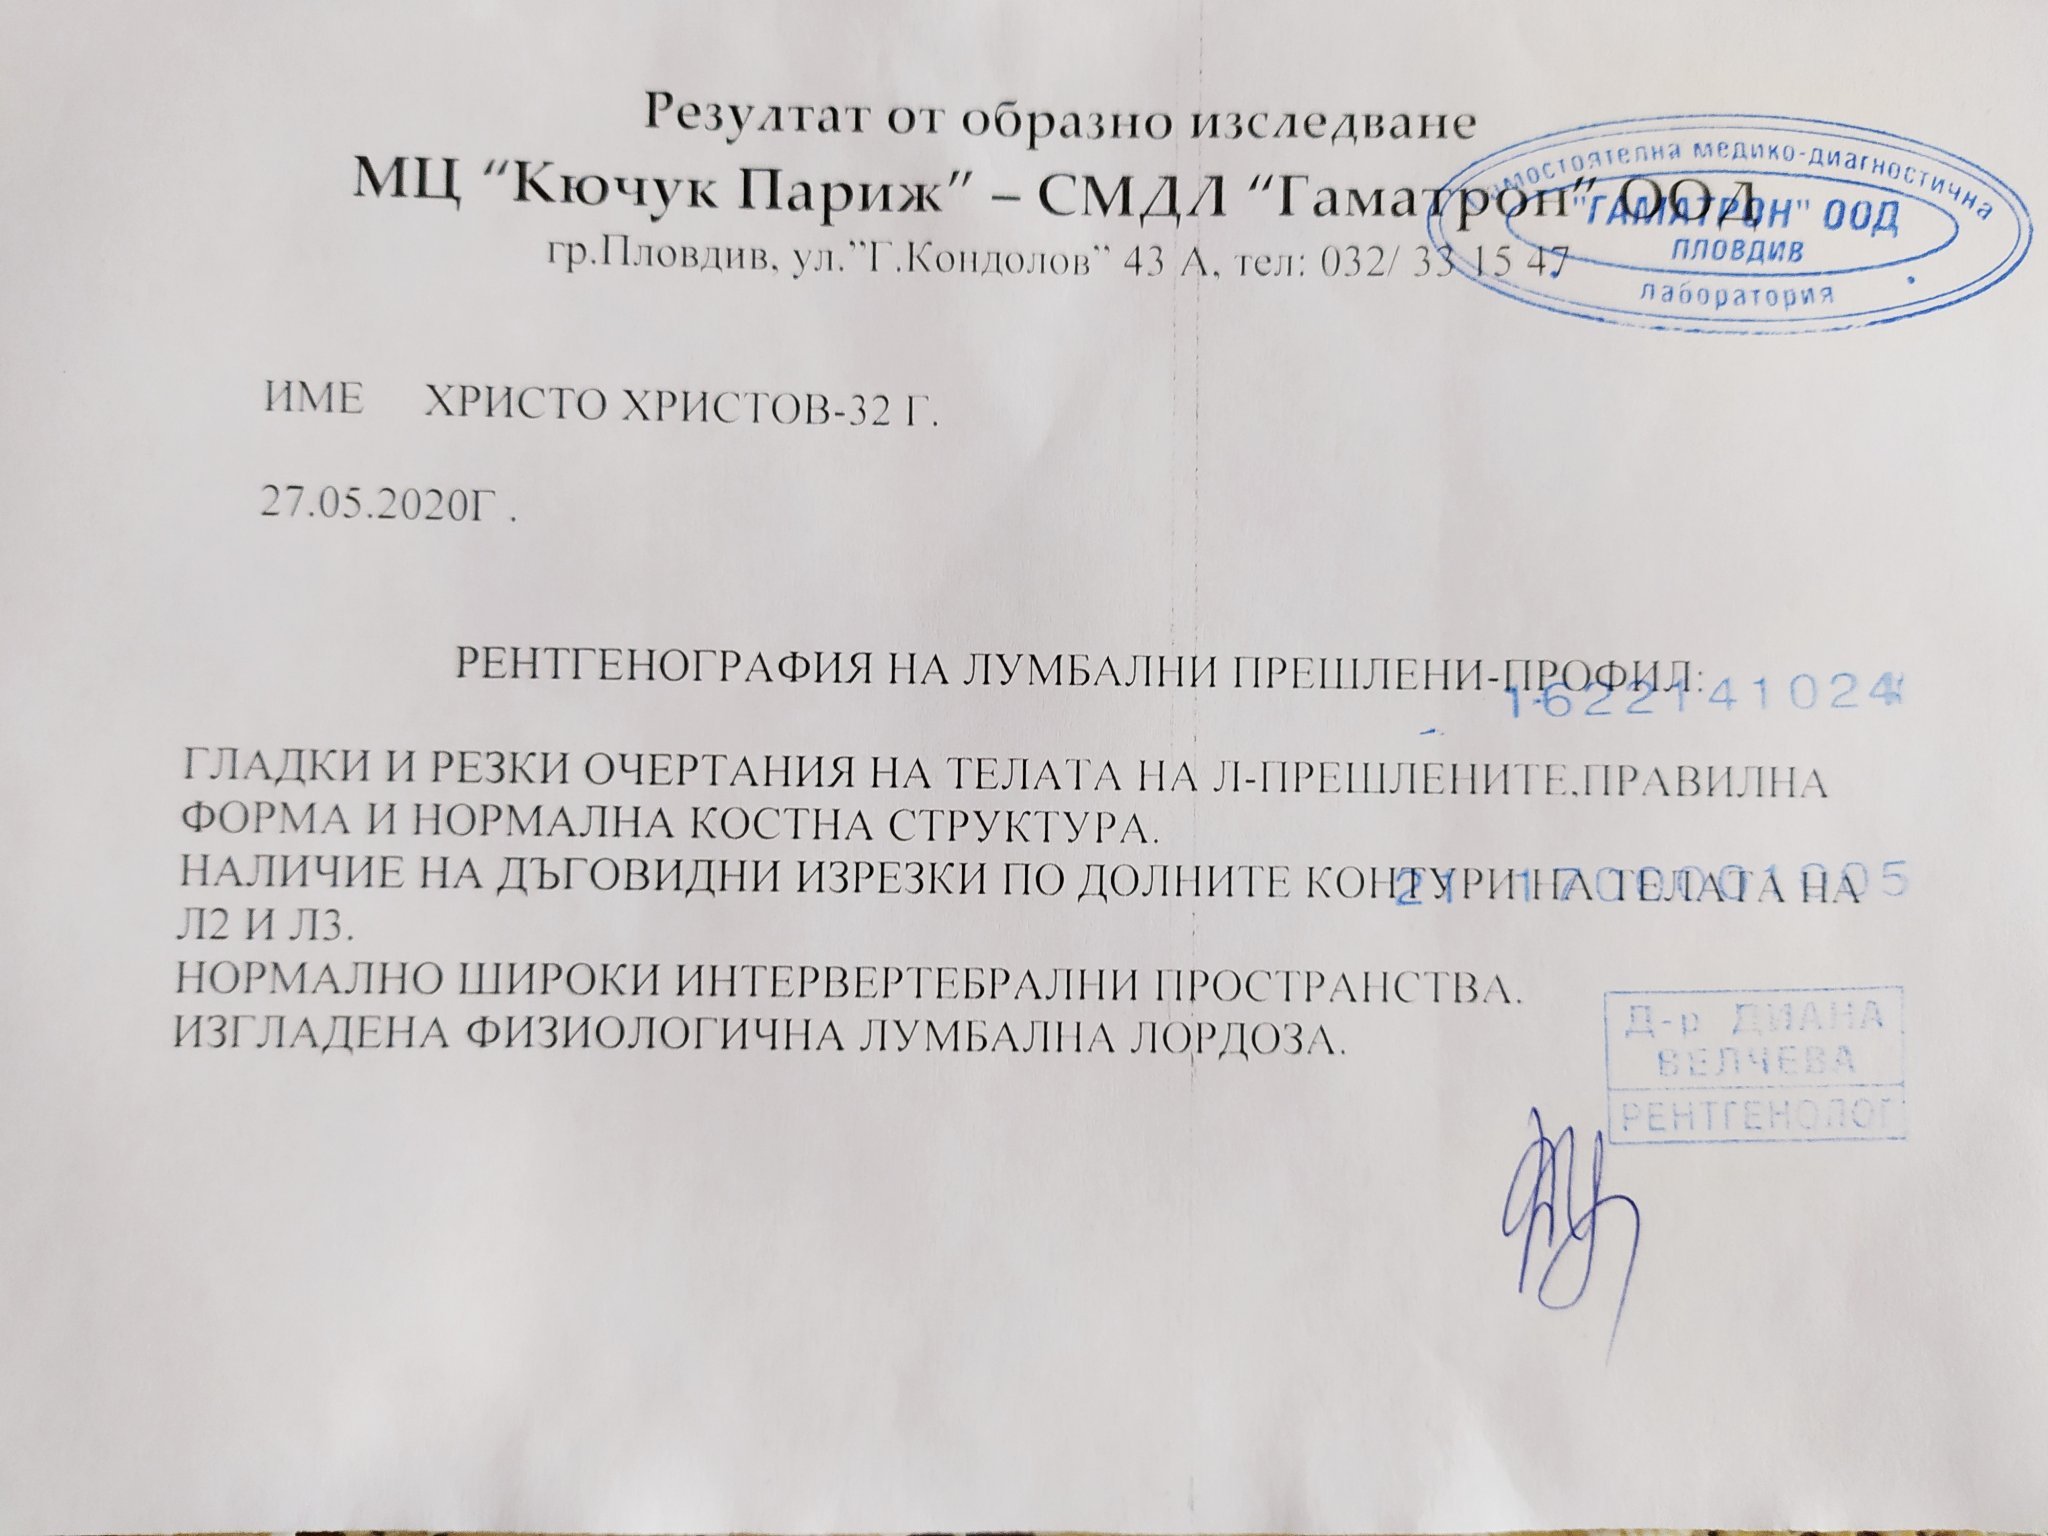 Резултат от образно изследване
МЦ “Кючук Париж” – СМДЛ “Гаматрон” ООД
гр.Пловдив, ул.”Г.Кондолов” 43 А, тел: 032/ 33 15 47
самостоятелна медико-диагностична
"ГАМАТРОН" ООД
ПЛОВДИВ
лаборатория
ИМЕ ХРИСТО ХРИСТОВ-32 Г.
27.05.2020Г .
РЕНТГЕНОГРАФИЯ НА ЛУМБАЛНИ ПРЕШЛЕНИ-ПРОФИЛ:
ГЛАДКИ И РЕЗКИ ОЧЕРТАНИЯ НА ТЕЛАТА НА Л-ПРЕШЛЕНИТЕ.ПРАВИЛНА
ФОРМА И НОРМАЛНА КОСТНА СТРУКТУРА.
НАЛИЧИЕ НА ДЪГОВИДНИ ИЗРЕЗКИ ПО ДОЛНИТЕ КОНТУРИ НА ТЕЛАТА НА
Л2 И Л3.
НОРМАЛНО ШИРОКИ ИНТЕРВЕРТЕБРАЛНИ ПРОСТРАНСТВА.
ИЗГЛАДЕНА ФИЗИОЛОГИЧНА ЛУМБАЛНА ЛОРДОЗА.
Д-р ДИАНА
ВЕЛЧЕВА
РЕНТГЕНОЛОГ